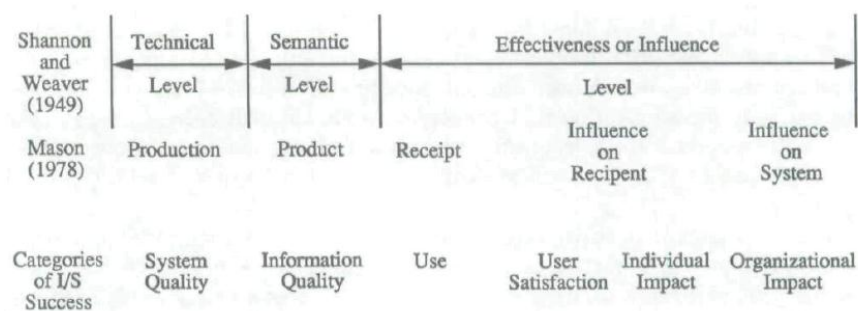 Shannon and Weaver (1949)
Technical Level
Semantic Level
Effectiveness or Influence Level
Mason (1978)
Production
Product
Receipt
Influence on Recipent
Influence on System
Categories of I/S Success
System Quality
Information Quality
Use
User Satisfaction
Individual Impact
Organizational Impact